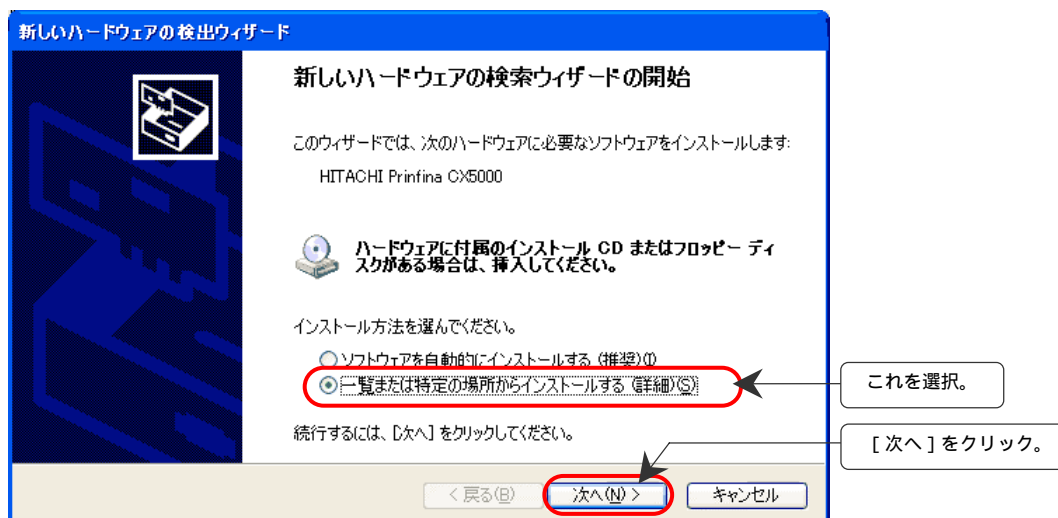 新しいハードウェアの検出ウィザード
新しいハードウェアの検索ウィザードの開始
このウィザードでは、次のハードウェアに必要なソフトウェアをインストールします:
HITACHI Prinfina CX5000
ハードウェアに付属のインストール CD またはフロッピー ディ
スクがある場合は、挿入してください。
インストール方法を選んでください。
ソフトウェアを自動的にインストールする (推奨)(I)
一覧または特定の場所からインストールする (詳細)(S)
これを選択。
続行するには、[次へ] をクリックしてください。
[ 次へ ] をクリック。
< 戻る(B)
次へ(N) >
キャンセル